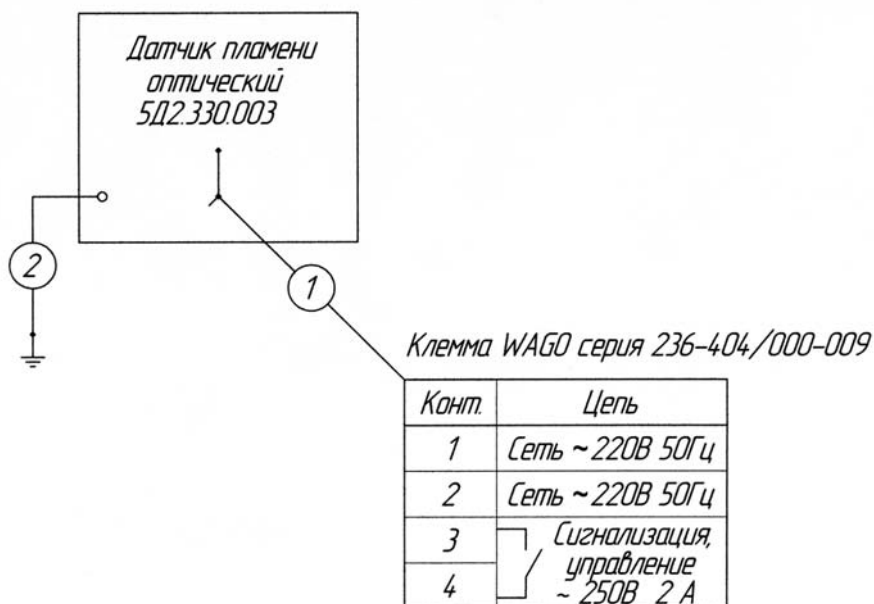 Датчик пламени
оптический
5Д2.330.003
2
1
Клемма WAGO серия 236-404/000-009
Конт. Цепь
1 Сеть ~ 220В 50Гц
2 Сеть ~ 220В 50Гц
3 Сигнализация,
управление
4 ~ 250В 2 А